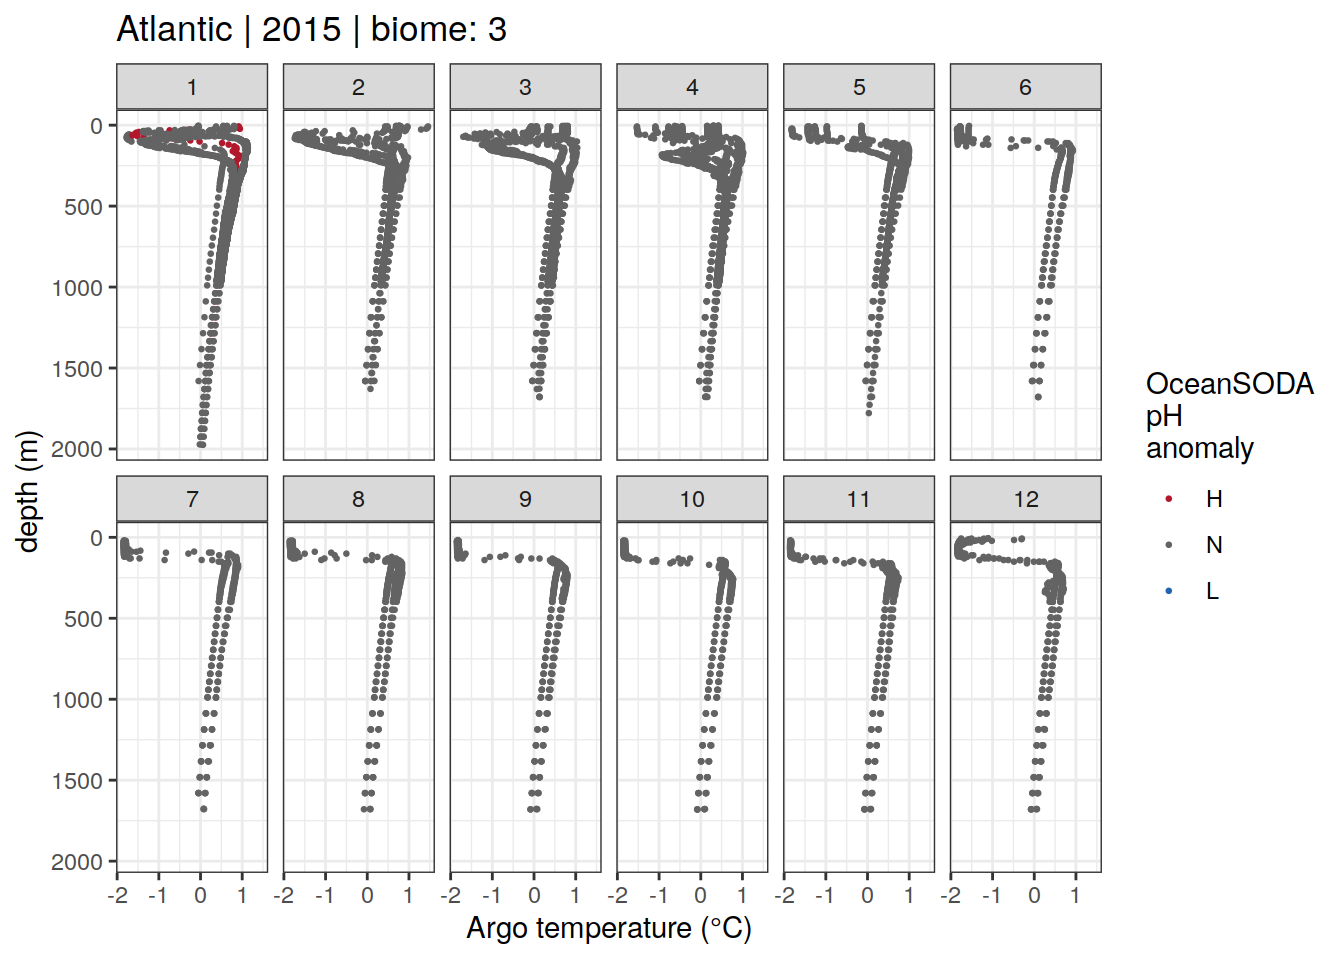 Atlantic | 2015 | biome: 3
1 2 3 4 5 6
0
500
1000
1500
2000
7 8 9 10 11 12
0
500
1000
1500
2000
-2 -1 0 1 -2 -1 0 1 -2 -1 0 1 -2 -1 0 1 -2 -1 0 1 -2 -1 0 1
Argo temperature (°C)
depth (m)
OceanSODA
pH
anomaly
H
N
L